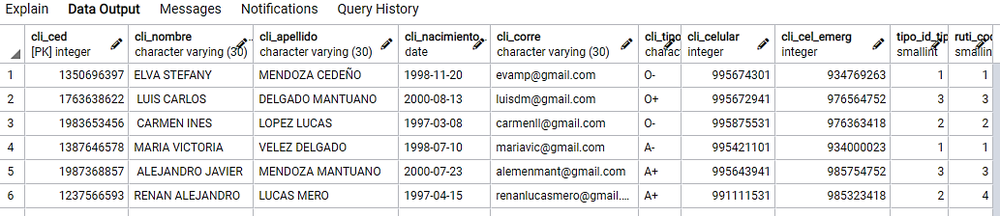 Explain Data Output Messages Notifications Query History
cli_ced cli_nombre cli_apellido cli_nacimiento cli_corre cli_tipo cli_celular cli_cel_emerg tipo_id_tip ruti_cod
[PK] integer character varying (30) character varying (30) date character varying (30) charac integer integer smallint smallin
1 1350696397 ELVA STEFANY MENDOZA CEDEÑO 1998-11-20 evamp@gmail.com O- 995674301 934769263 1 1
2 1763638622 LUIS CARLOS DELGADO MANTUANO 2000-08-13 luisdm@gmail.com O+ 995672941 976564752 3 3
3 1983653456 CARMEN INES LOPEZ LUCAS 1997-03-08 carmenll@gmail.com O- 995875531 976363418 2 2
4 1387646578 MARIA VICTORIA VELEZ DELGADO 1998-07-10 mariavic@gmail.com A- 995421101 934000023 1 1
5 1987368857 ALEJANDRO JAVIER MENDOZA MANTUANO 2000-07-23 alemenmant@gmail.com A+ 995643941 985754752 3 3
6 1237566593 RENAN ALEJANDRO LUCAS MERO 1997-04-15 renanlucasmero@gmail.... A+ 991111531 985323418 2 4